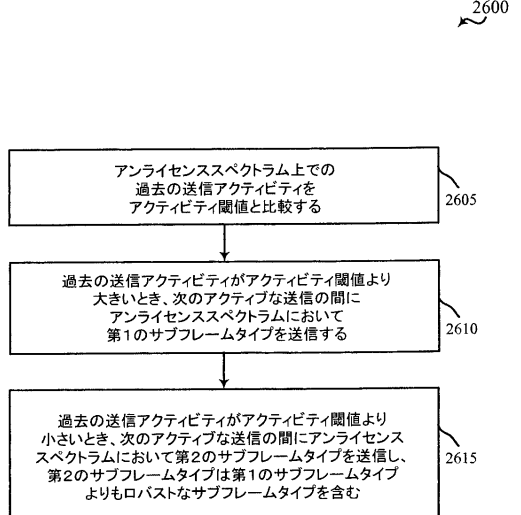 2600
アンライセンススペクトラム上での
過去の送信アクティビティを
アクティビティ閾値と比較する
2605
過去の送信アクティビティがアクティビティ閾値より
大きいとき、次のアクティブな送信の間に
アンライセンススペクトラムにおいて
第1のサブフレームタイプを送信する
2610
過去の送信アクティビティがアクティビティ閾値より
小さいとき、次のアクティブな送信の間にアンライセンス
スペクトラムにおいて第2のサブフレームタイプを送信し、
第2のサブフレームタイプは第1のサブフレームタイプ
よりもロバストなサブフレームタイプを含む
2615